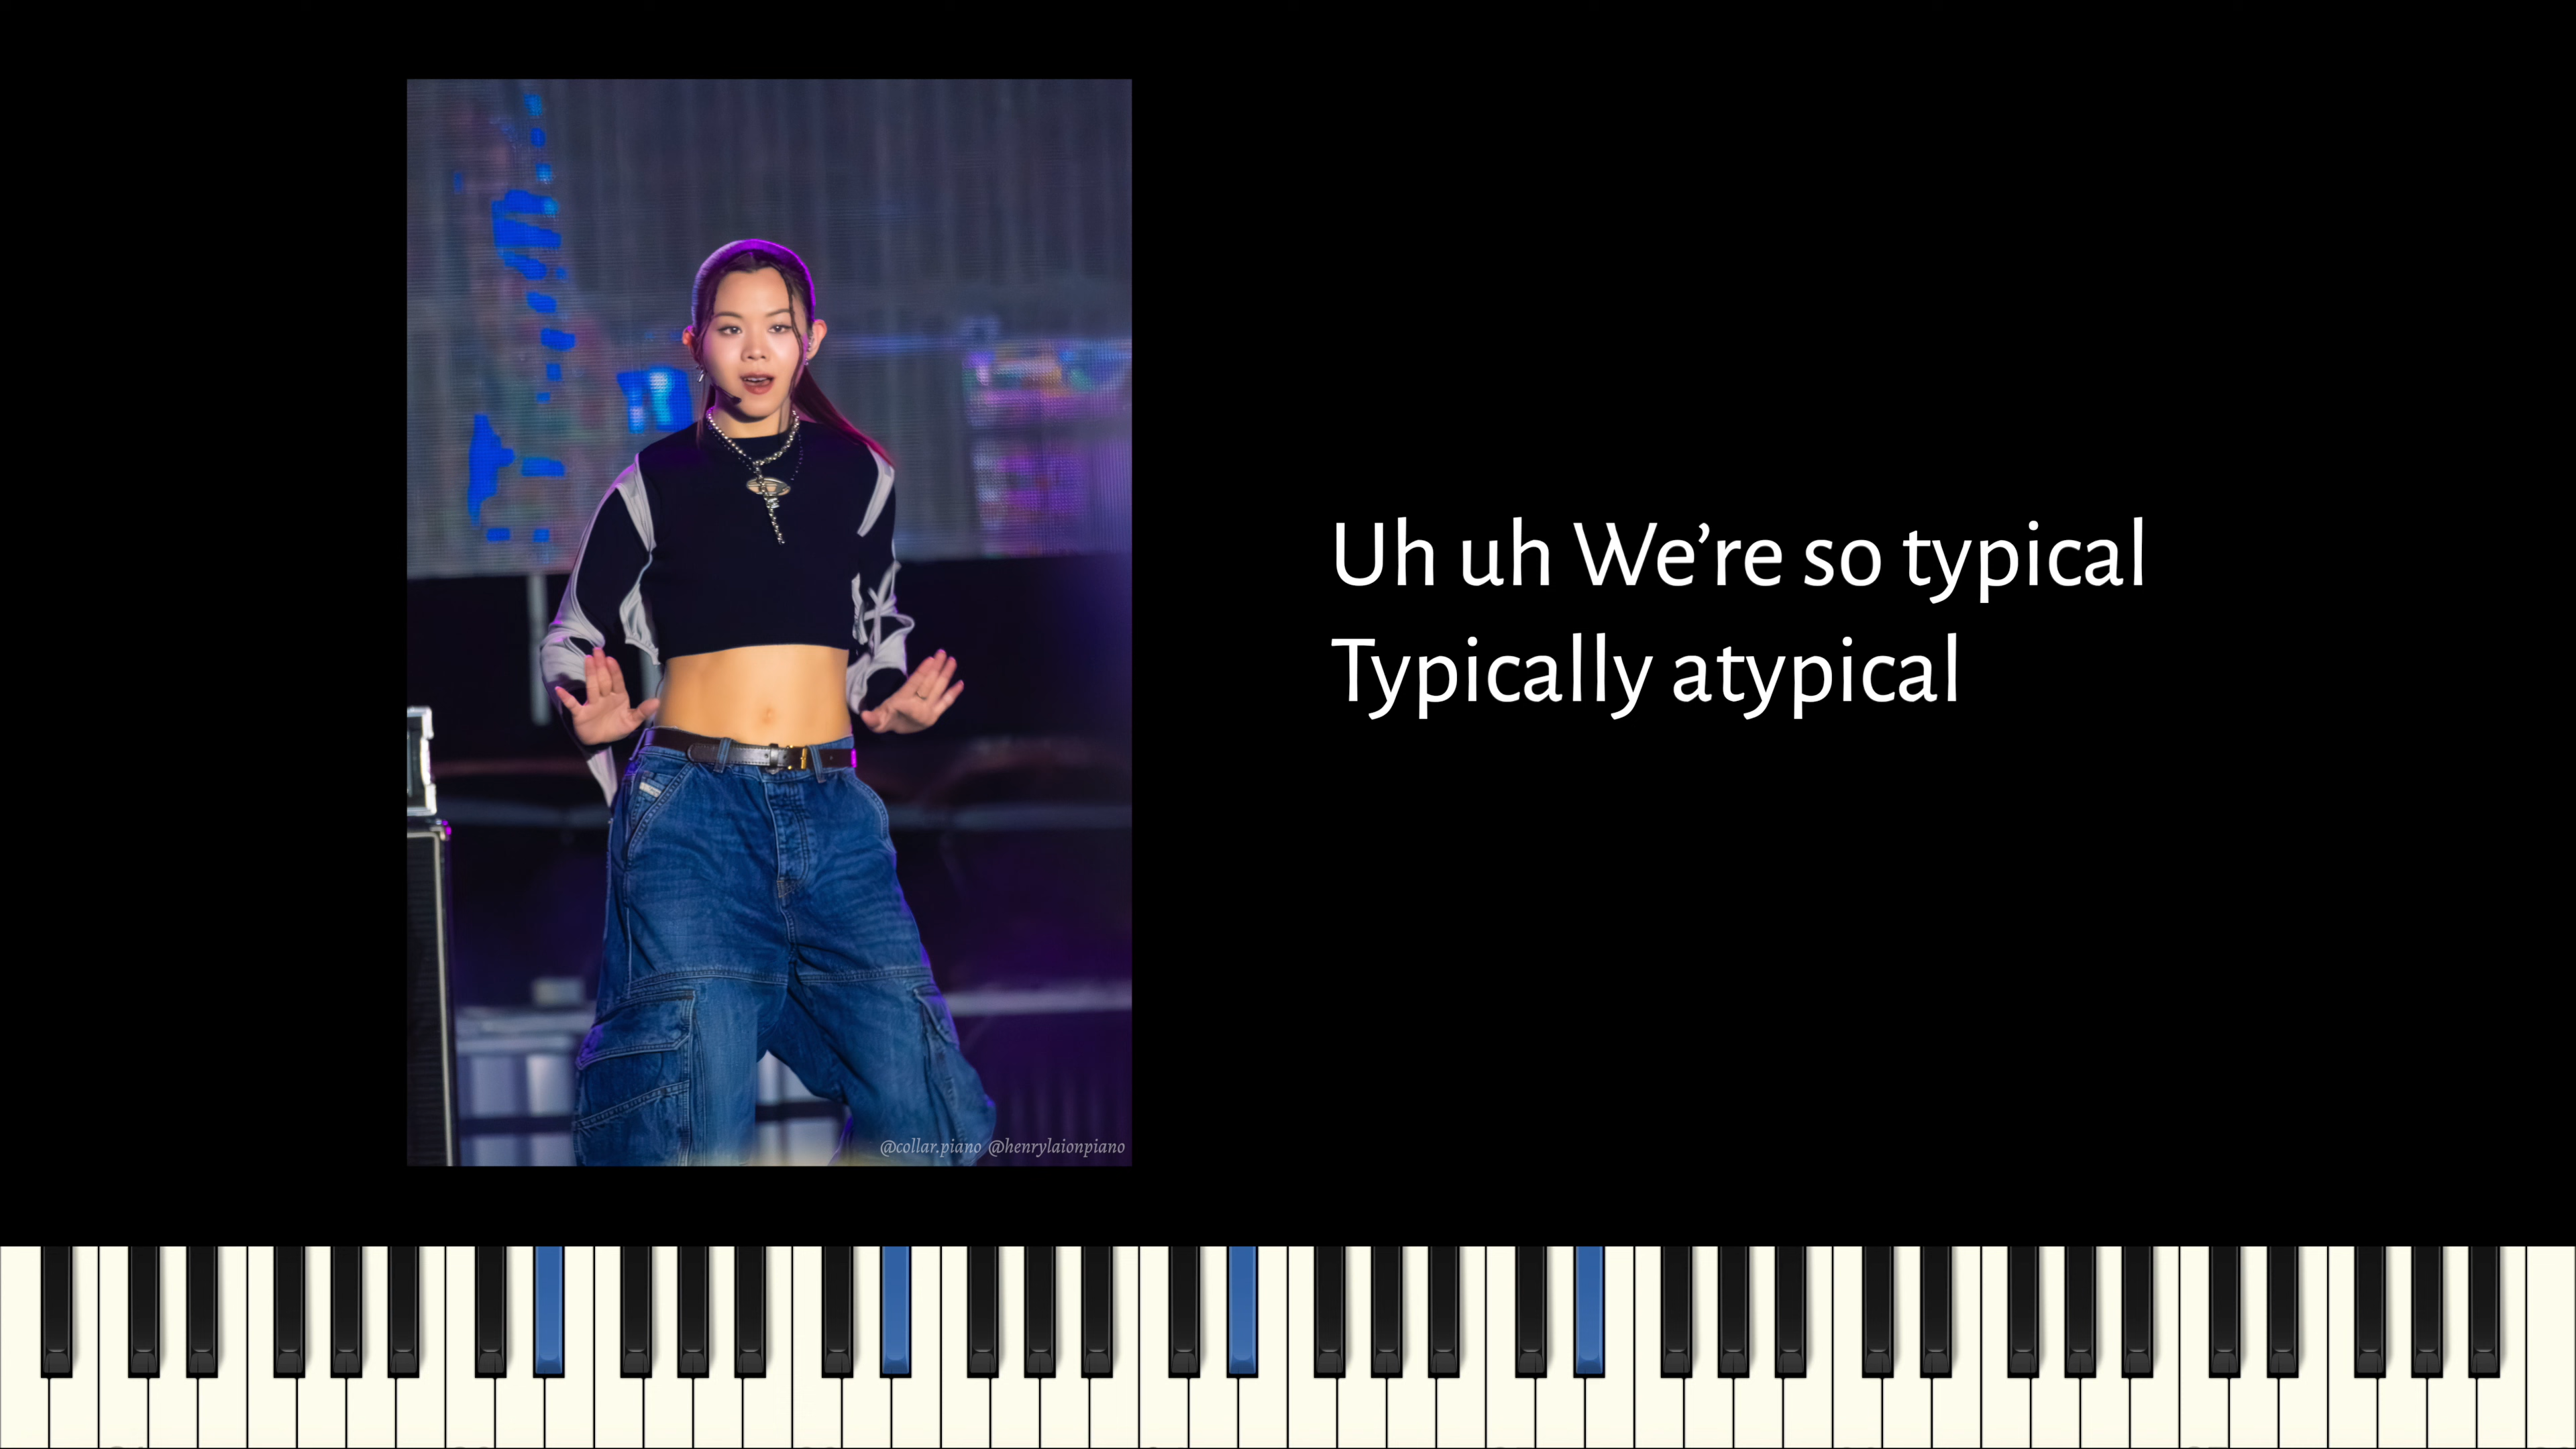 Uh uh We’re so typical
Typically atypical
@collar.piano @henrylaionpiano